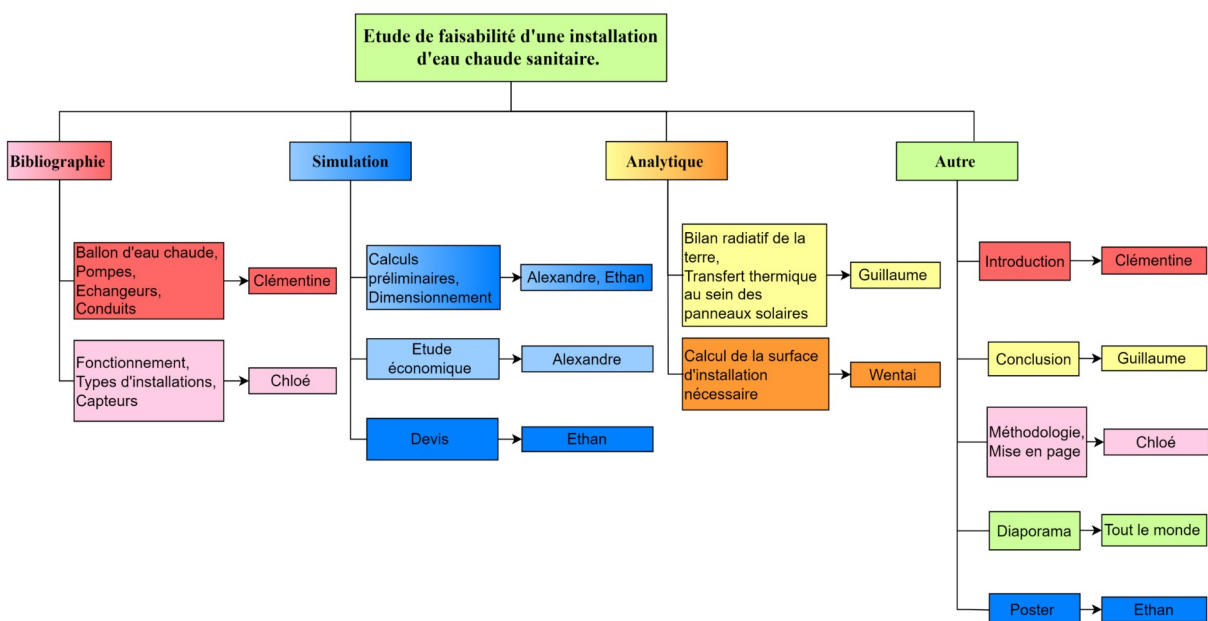 Etude de faisabilité d'une installation
d'eau chaude sanitaire.
Bibliographie
Simulation
Analytique
Autre
Ballon d'eau chaude,
Pompes,
Echangeurs,
Conduits
Clémentine
Fonctionnement,
Types d'installations,
Capteurs
Chloé
Calculs
préliminaires,
Dimensionnement
Alexandre, Ethan
Etude
économique
Alexandre
Devis
Ethan
Bilan radiatif de la
terre,
Transfert thermique
au sein des
panneaux solaires
Guillaume
Calcul de la surface
d'installation
nécessaire
Wentai
Introduction
Clémentine
Conclusion
Guillaume
Méthodologie,
Mise en page
Chloé
Diaporama
Tout le monde
Poster
Ethan